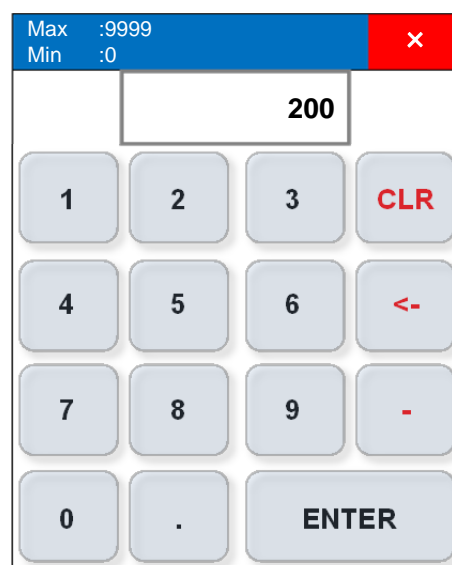 Max :9999
Min :0
×
200
1 2 3 CLR
4 5 6 <-
7 8 9 -
0 . ENTER